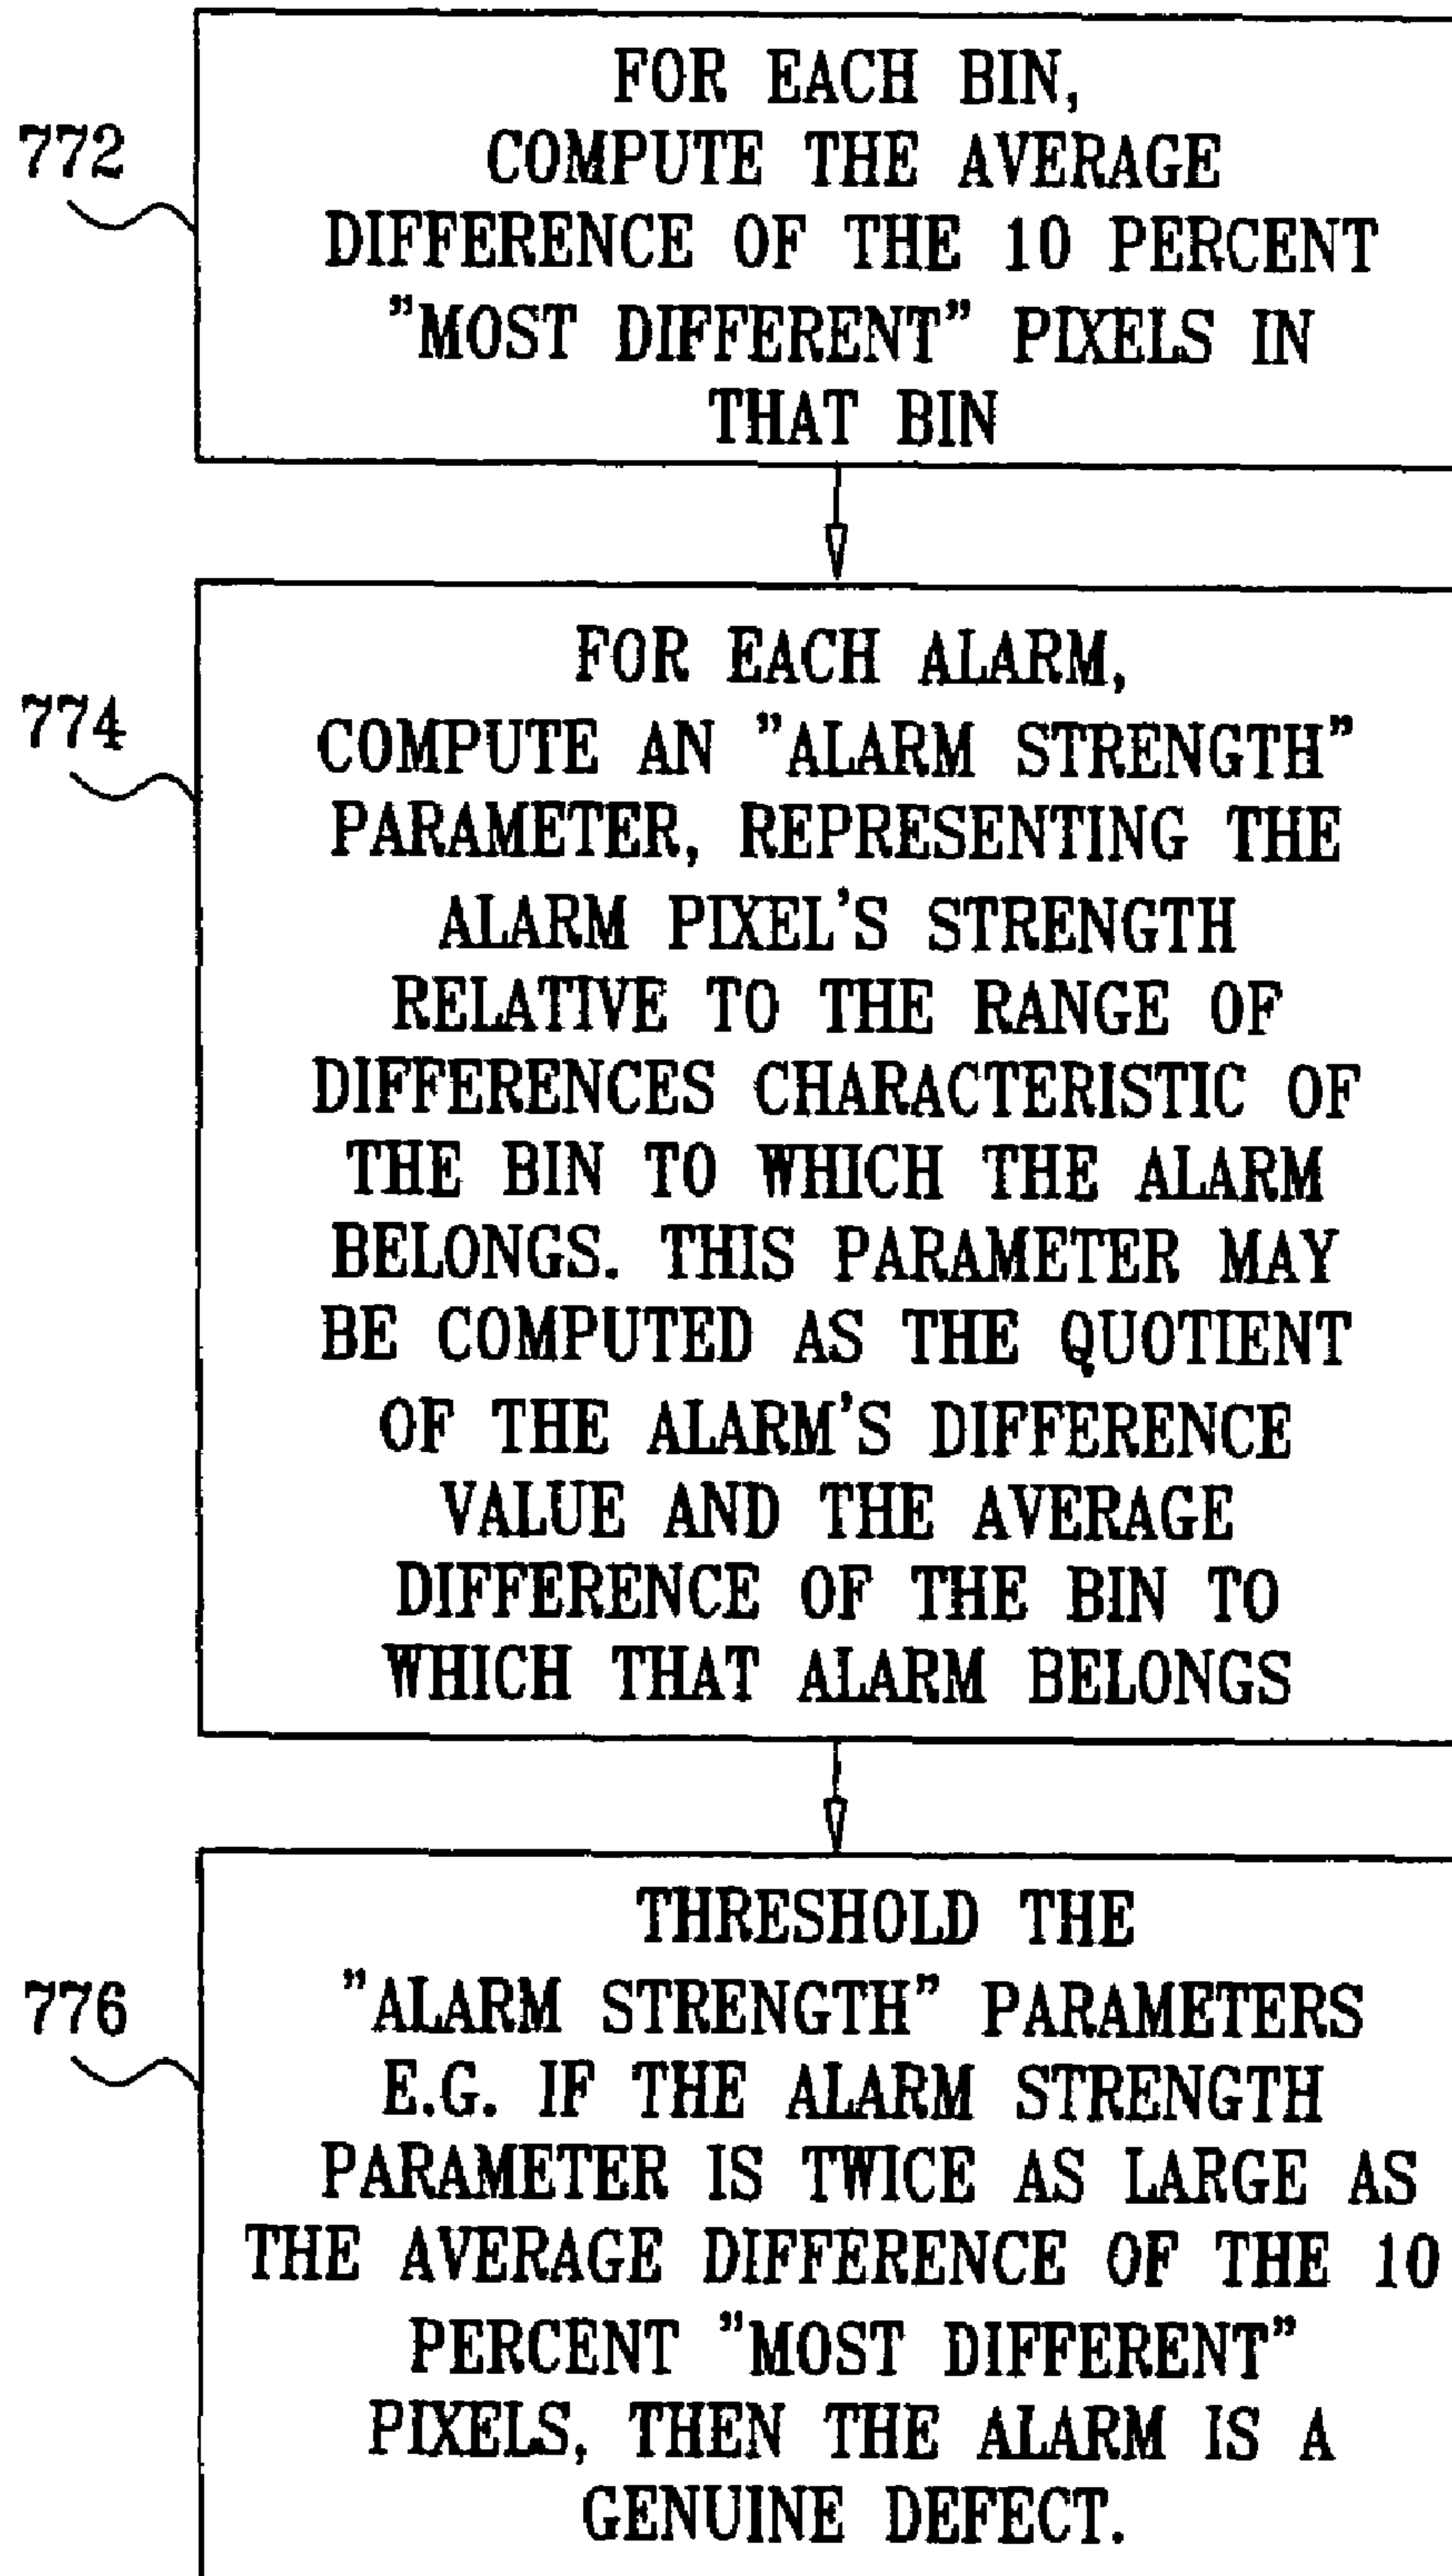 772
FOR EACH BIN,
COMPUTE THE AVERAGE
DIFFERENCE OF THE 10 PERCENT
"MOST DIFFERENT" PIXELS IN
THAT BIN
774
FOR EACH ALARM,
COMPUTE AN "ALARM STRENGTH"
PARAMETER, REPRESENTING THE
ALARM PIXEL'S STRENGTH
RELATIVE TO THE RANGE OF
DIFFERENCES CHARACTERISTIC OF
THE BIN TO WHICH THE ALARM
BELONGS. THIS PARAMETER MAY
BE COMPUTED AS THE QUOTIENT
OF THE ALARM'S DIFFERENCE
VALUE AND THE AVERAGE
DIFFERENCE OF THE BIN TO
WHICH THAT ALARM BELONGS
776
THRESHOLD THE
"ALARM STRENGTH" PARAMETERS
E.G. IF THE ALARM STRENGTH
PARAMETER IS TWICE AS LARGE AS
THE AVERAGE DIFFERENCE OF THE 10
PERCENT "MOST DIFFERENT"
PIXELS, THEN THE ALARM IS A
GENUINE DEFECT.